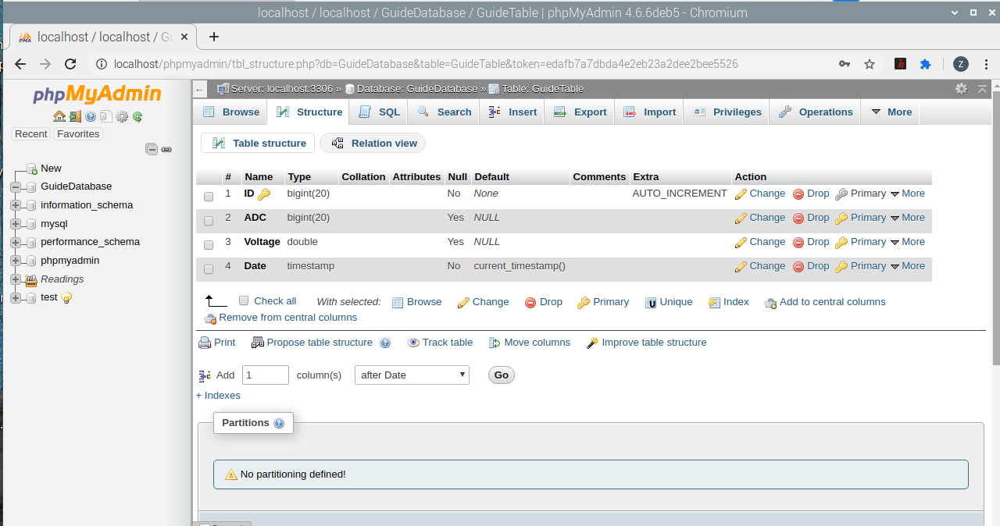 localhost / localhost / GuideDatabase / GuideTable | phpMyAdmin 4.6.6deb5 - Chromium
PMA localhost / localhost / Gu
localhost/phpmyadmin/tbl_structure.php?db=GuideDatabase&table=GuideTable&token=edafb7a7dbda4e2eb23a2dee2bee5526 Z
phpMyAdmin
Recent Favorites
New
GuideDatabase
information_schema
mysql
performance_schema
phpmyadmin
Readings
test
Server: localhost:3306 » Database: GuideDatabase » Table: GuideTable
Browse Structure SQL Search Insert Export Import Privileges Operations More
Table structure Relation view
# Name Type Collation Attributes Null Default Comments Extra Action
1 ID bigint(20) No None AUTO_INCREMENT Change Drop Primary More
2 ADC bigint(20) Yes NULL Change Drop Primary More
3 Voltage double Yes NULL Change Drop Primary More
4 Date timestamp No current_timestamp() Change Drop Primary More
Check all With selected: Browse Change Drop Primary Unique Index Add to central columns
Remove from central columns
Print Propose table structure Track table Move columns Improve table structure
Add 1 column(s) after Date Go
+ Indexes
Partitions
No partitioning defined!